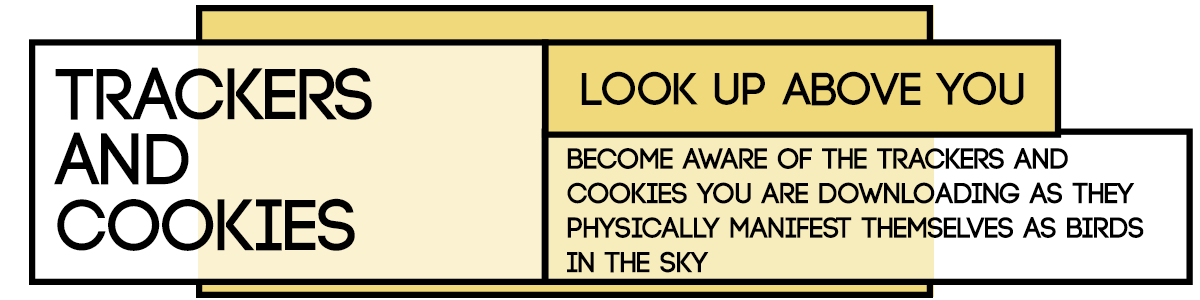 TRACKERS
AND
COOKIES
LOOK UP ABOVE YOU
BECOME AWARE OF THE TRACKERS AND
COOKIES YOU ARE DOWNLOADING AS THEY
PHYSICALLY MANIFEST THEMSELVES AS BIRDS
IN THE SKY